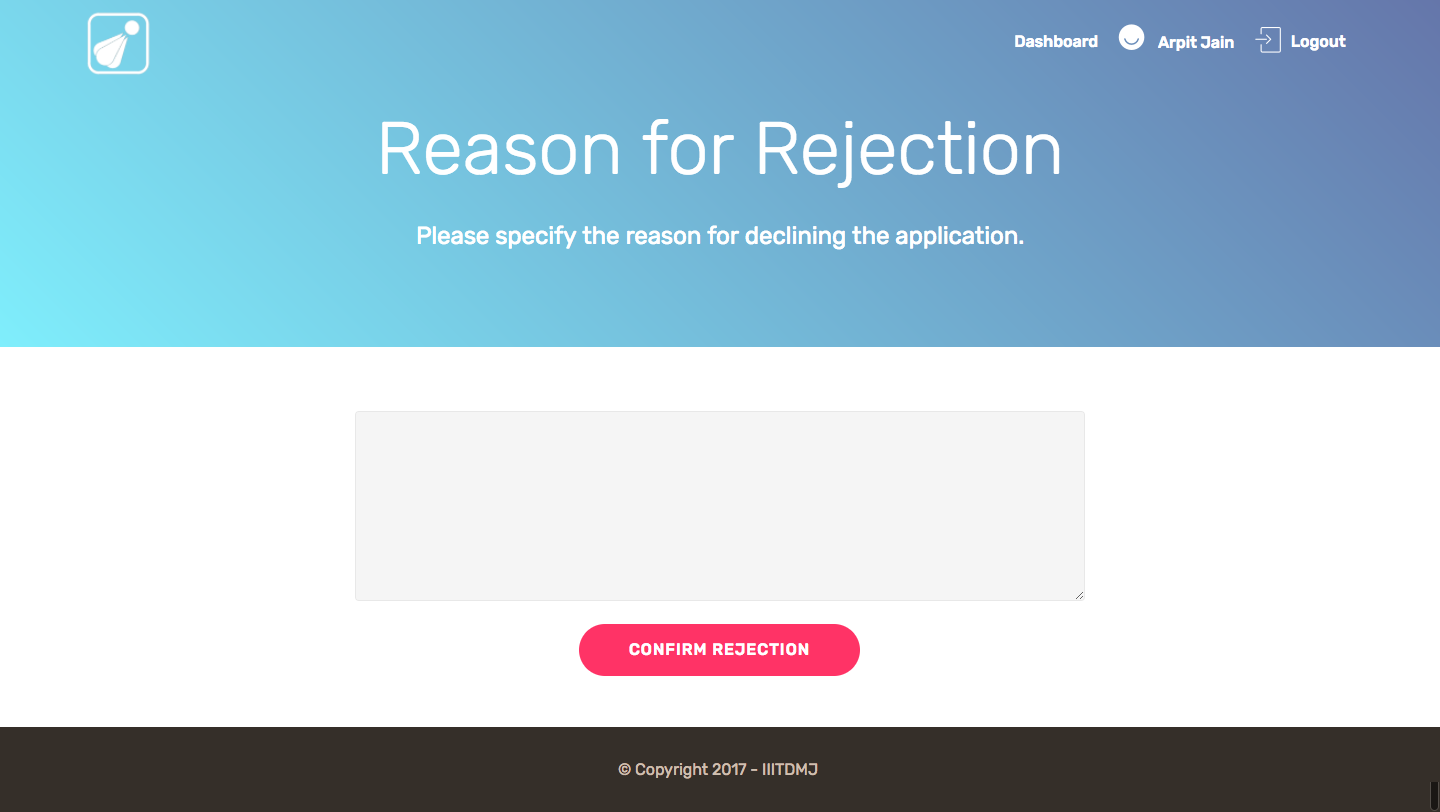 Dashboard Arpit Jain Logout
Reason for Rejection
Please specify the reason for declining the application.
CONFIRM REJECTION
© Copyright 2017 - IIITDMJ